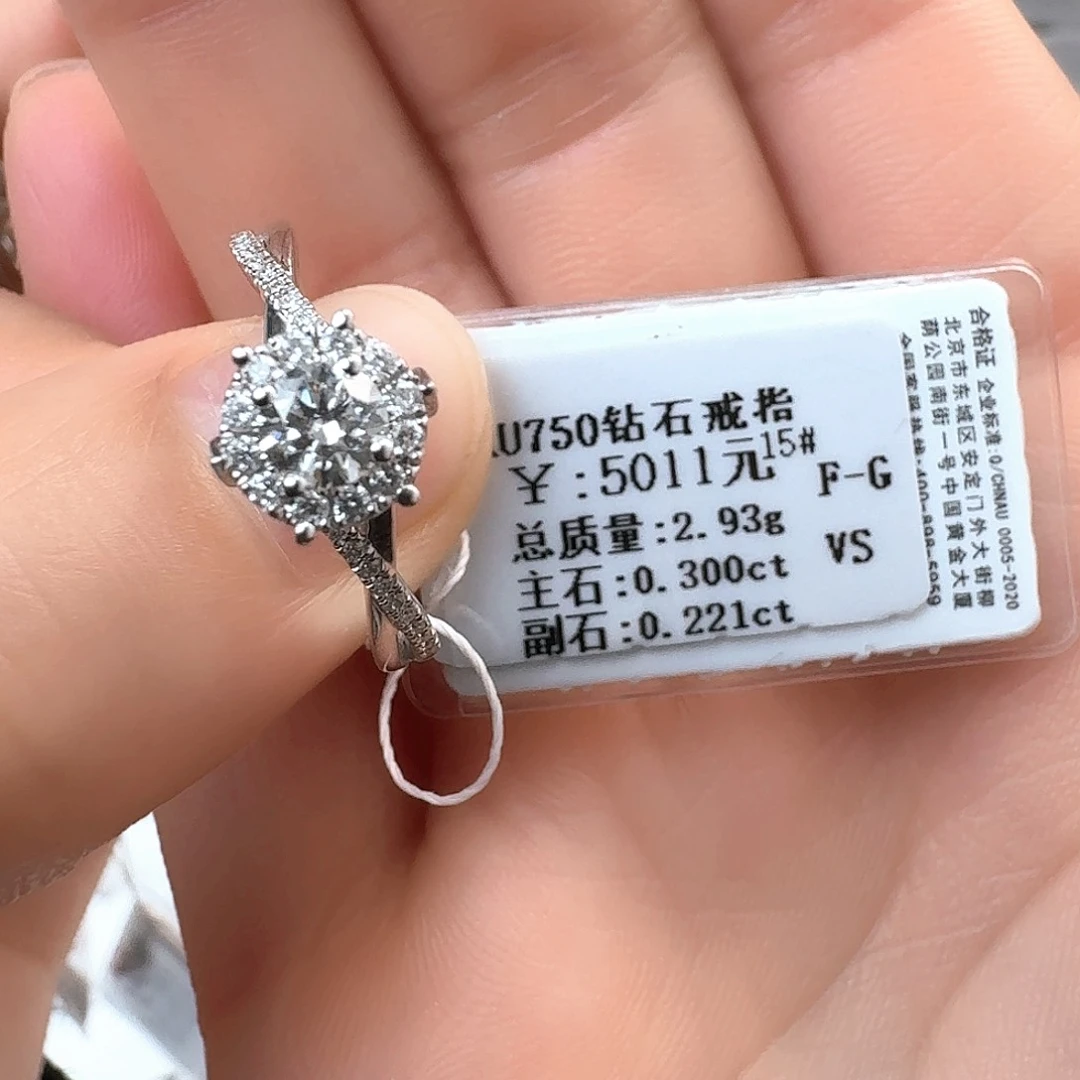 AU750钻石戒指
¥:5011元15#
F-G
总质量:2.93g
VS
主石:0.300ct
副石:0.221ct
合格证 企业标准:Q/CHNAU 0005-2020
北京市东城区安定门外大街柳
荫公园南街一号中国黄金大厦